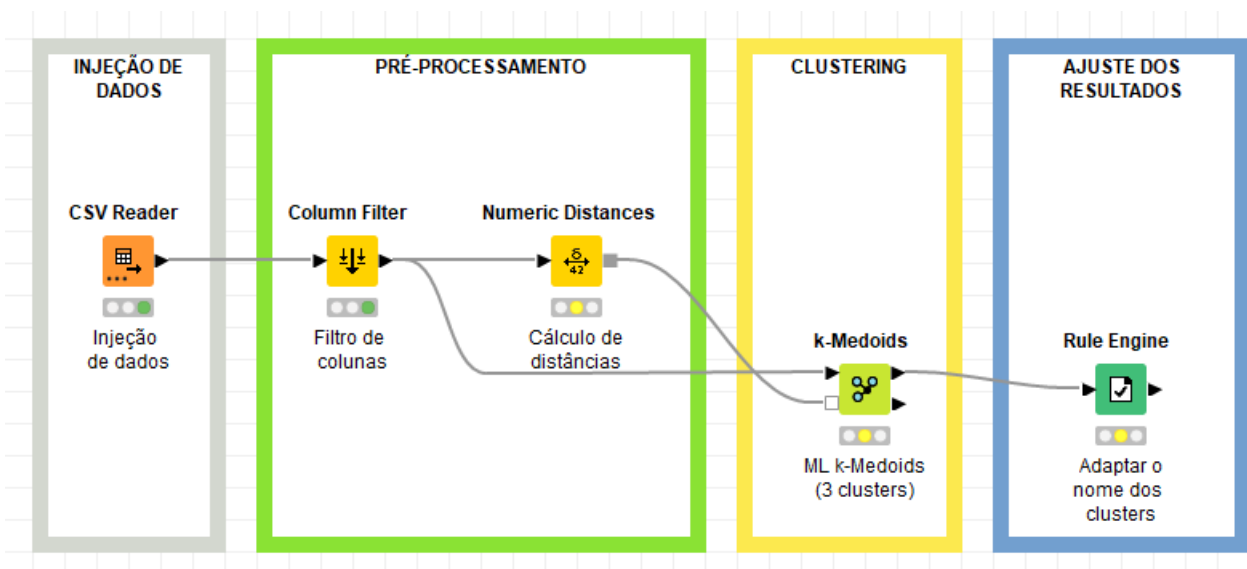 INJEÇÃO DE
DADOS
PRÉ-PROCESSAMENTO
CLUSTERING
AJUSTE DOS
RESULTADOS
CSV Reader
Injeção
de dados
Column Filter
Filtro de
colunas
Numeric Distances
δ
42
Cálculo de
distâncias
k-Medoids
ML k-Medoids
(3 clusters)
Rule Engine
Adaptar o
nome dos
clusters